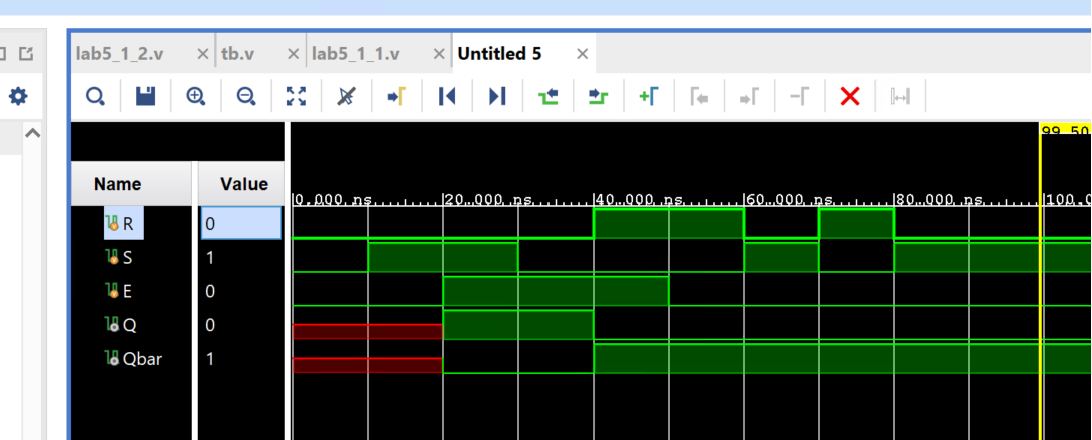 lab5_1_2.v × tb.v × lab5_1_1.v × Untitled 5 ×
99.50
Name Value
0.000 ns 20.000 ns 40.000 ns 60.000 ns 80.000 ns 100.0
R 0
S 1
E 0
Q 0
Qbar 1